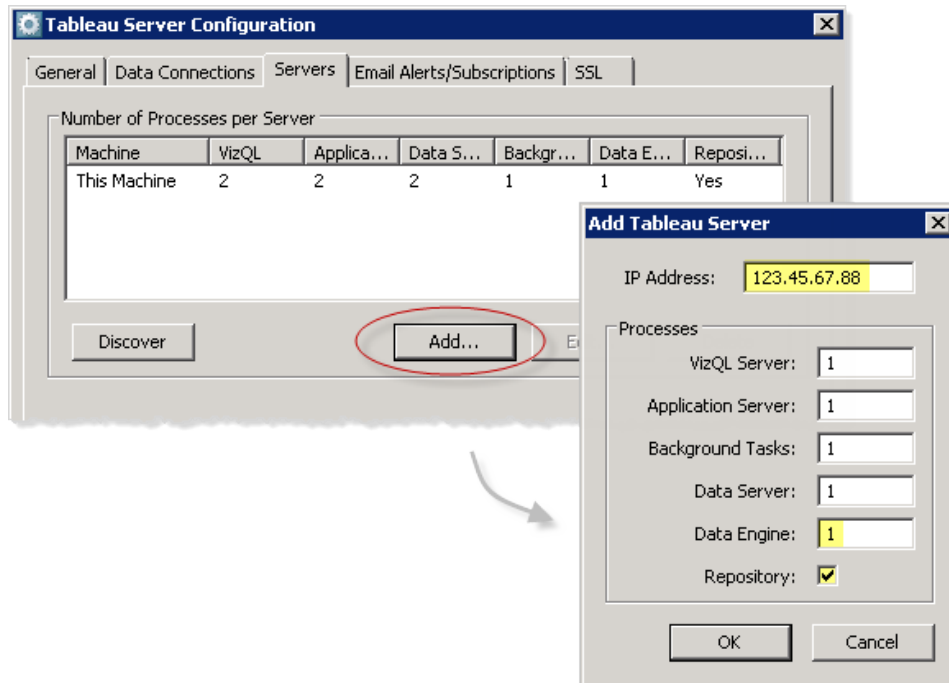 Tableau Server Configuration
General Data Connections Servers Email Alerts/Subscriptions SSL
Number of Processes per Server
Machine VizQL Applica... Data S... Backgr... Data E... Reposi...
This Machine 2 2 2 1 1 Yes
Discover Add...
Add Tableau Server
IP Address: 123.45.67.88
Processes
VizQL Server: 1
Application Server: 1
Background Tasks: 1
Data Server: 1
Data Engine: 1
Repository:
OK Cancel